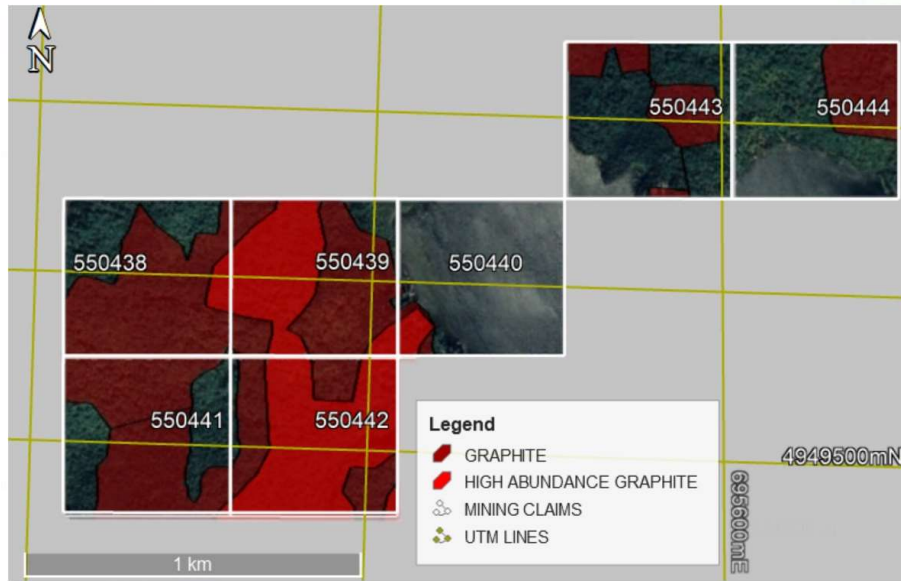 N
550443
550444
550438
550439
550440
550441
550442
Legend
GRAPHITE
HIGH ABUNDANCE GRAPHITE
MINING CLAIMS
UTM LINES
4949500mN
695600mE
1 km